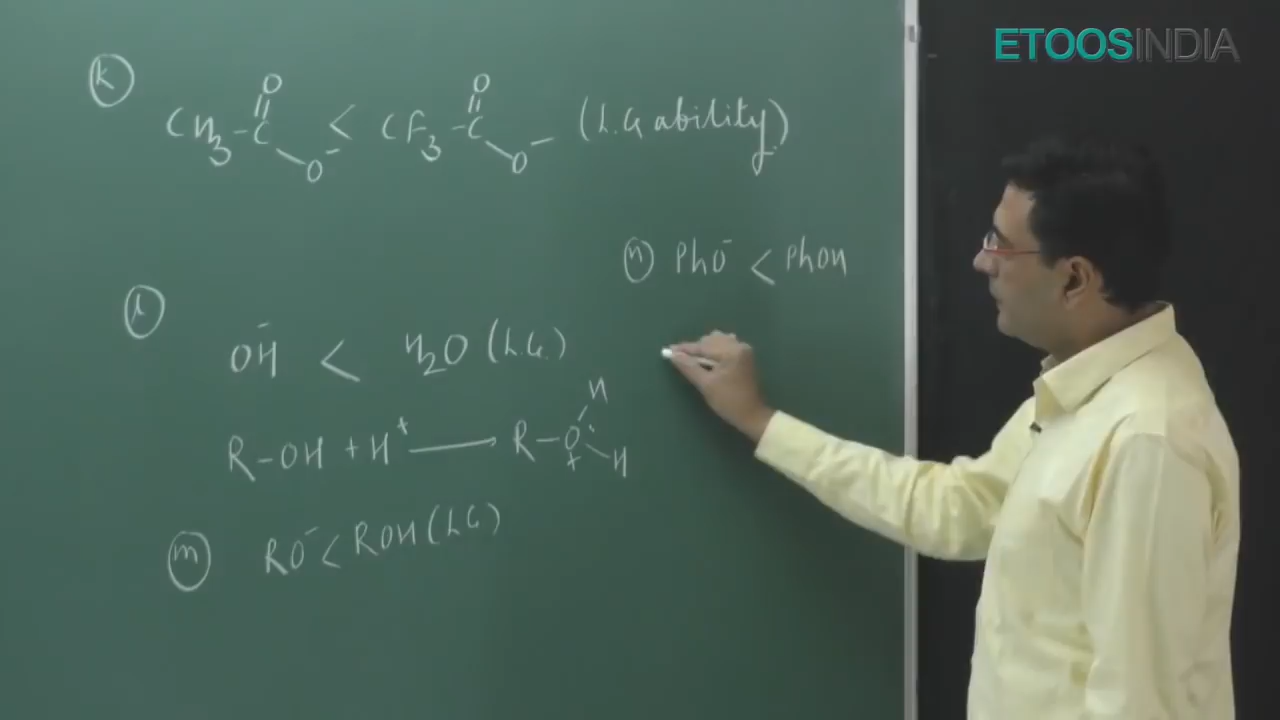 ETOOSINDIA
(k)
CH3-C(=O)-O⁻ < CF3-C(=O)-O⁻ (L.G ability)
(l)
OH⁻ < H2O (L.G.)
R-OH + H⁺ ⟶ R-O⁺(-H)-H
(m) RO⁻ < ROH (LG)
(n) PhO⁻ < PhOH